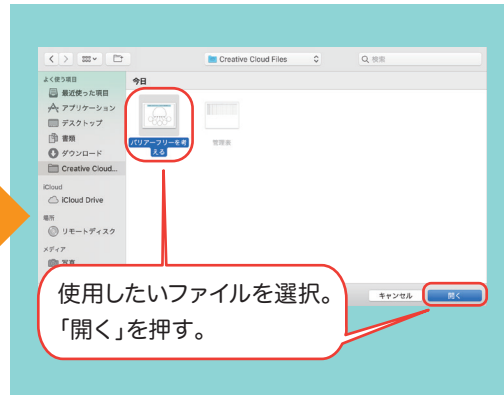 Creative Cloud Files
検索
よく使う項目
今日
最近使った項目
アプリケーション
デスクトップ
書類
ダウンロード
Creative Cloud...
バリアーフリーを考
える
管理表
iCloud
iCloud Drive
場所
リモートディスク
メディア
写真
使用したいファイルを選択。
「開く」を押す。
キャンセル
開く